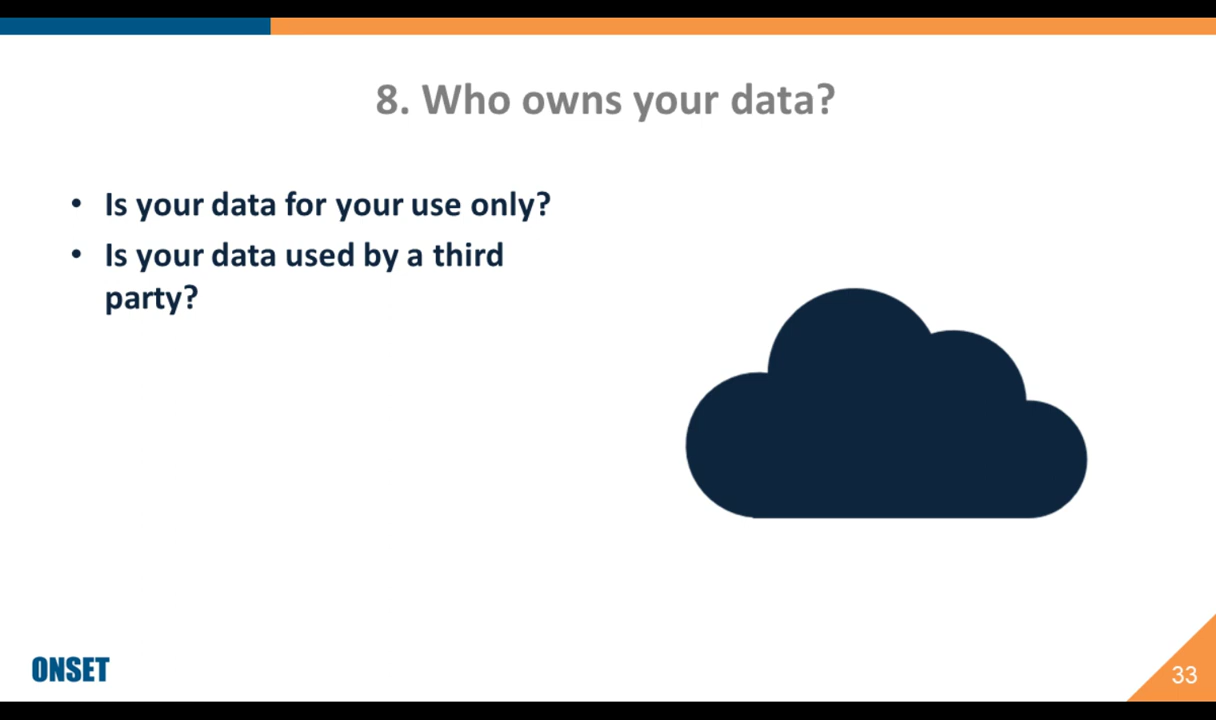 8. Who owns your data?
• Is your data for your use only?
• Is your data used by a third
party?
ONSET
33